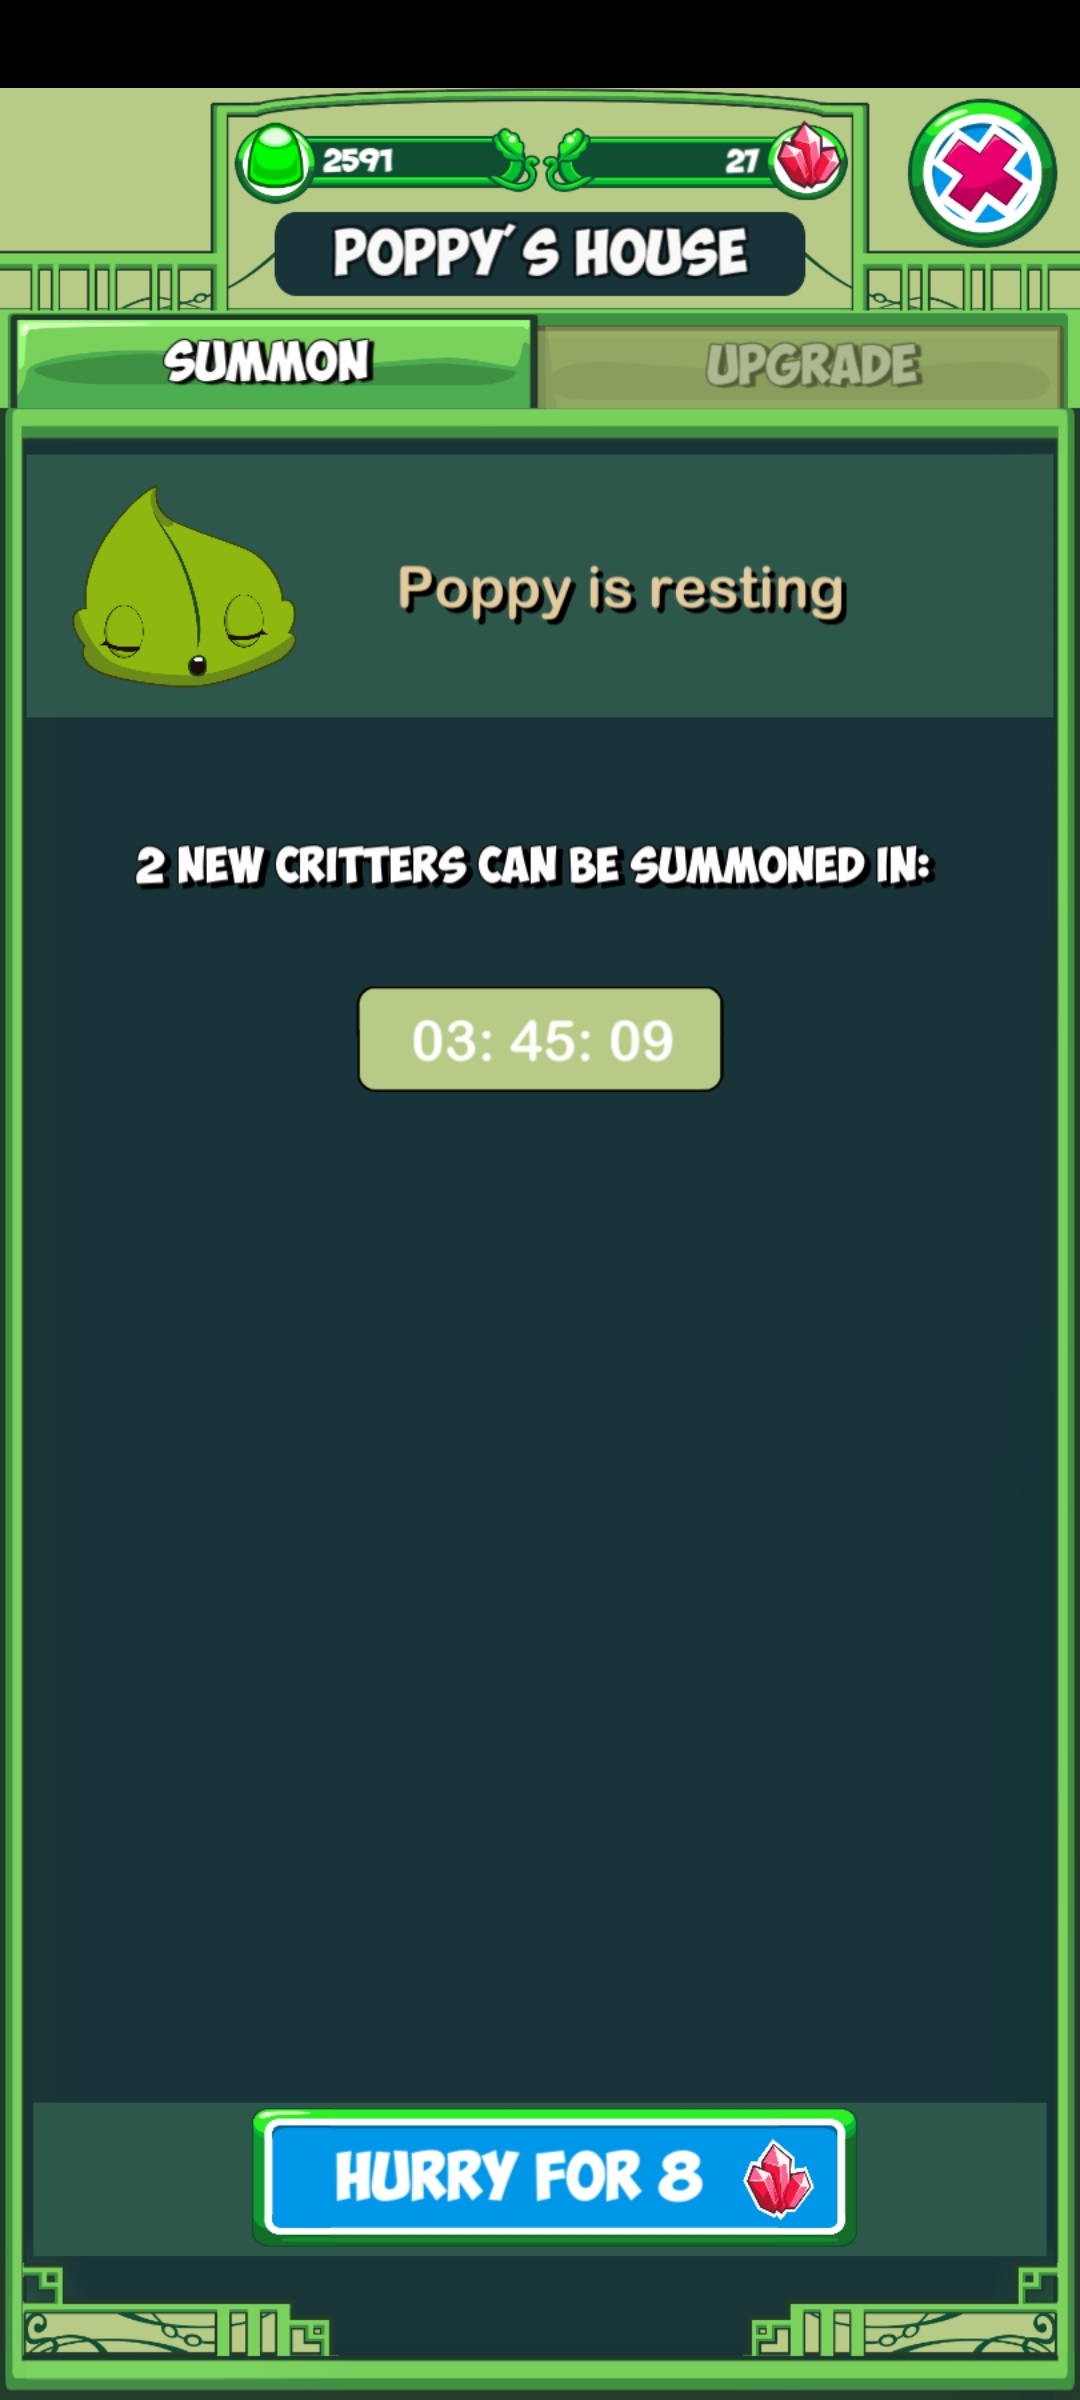 2591
27
POPPY´S HOUSE
SUMMON
UPGRADE
Poppy is resting
2 NEW CRITTERS CAN BE SUMMONED IN:
03: 45: 09
HURRY FOR 8